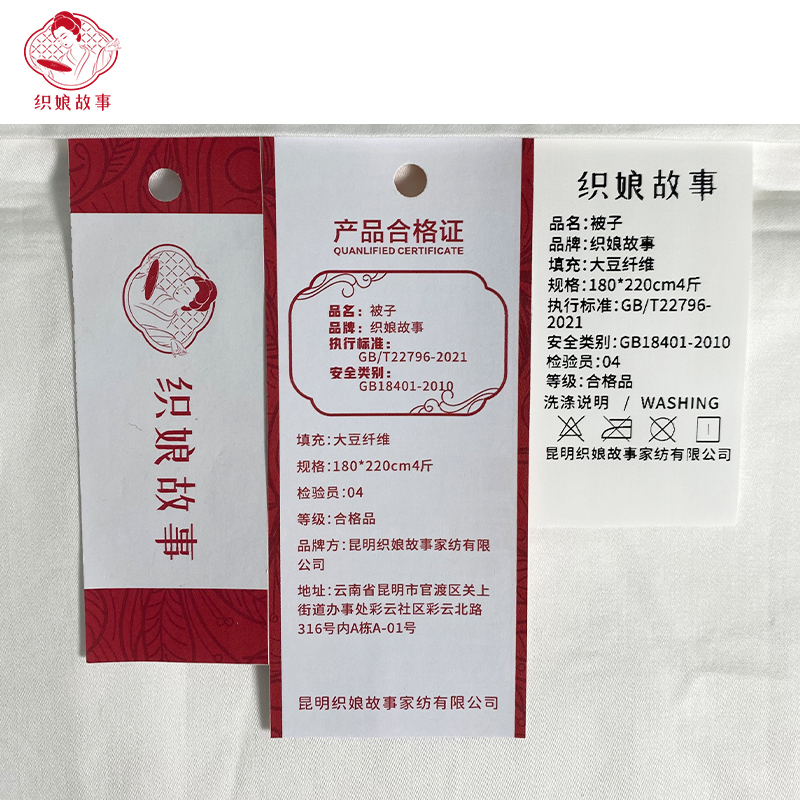 织娘故事
织娘故事
产品合格证
QUANLIFIED CERTIFICATE
品名：被子
品牌：织娘故事
执行标准：
GB/T22796-2021
安全类别：
GB18401-2010
填充：大豆纤维
规格：180*220cm4斤
检验员：04
等级：合格品
品牌方：昆明织娘故事家纺有限
公司
地址：云南省昆明市官渡区关上
街道办事处彩云社区彩云北路
316号内A栋A-01号
昆明织娘故事家纺有限公司
织娘故事
品名：被子
品牌：织娘故事
填充：大豆纤维
规格：180*220cm4斤
执行标准：GB/T22796-
2021
安全类别：GB18401-2010
检验员：04
等级：合格品
洗涤说明 / WASHING
昆明织娘故事家纺有限公司